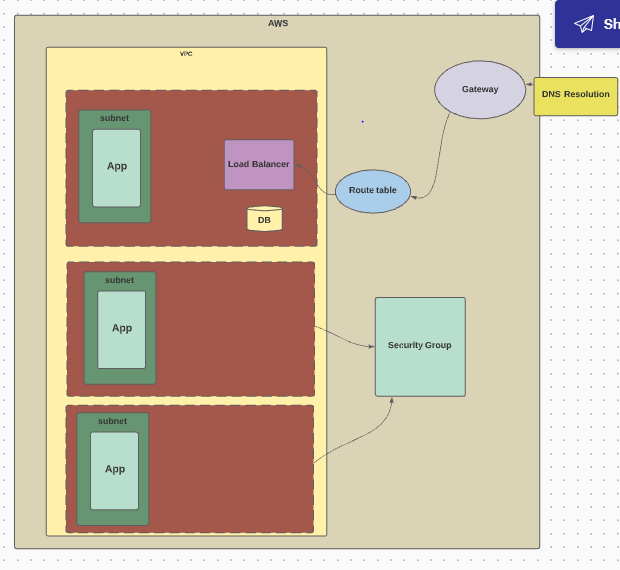 AWS
Sh
VPC
Gateway
DNS Resolution
subnet
App
Load Balancer
Route table
DB
subnet
App
Security Group
subnet
App